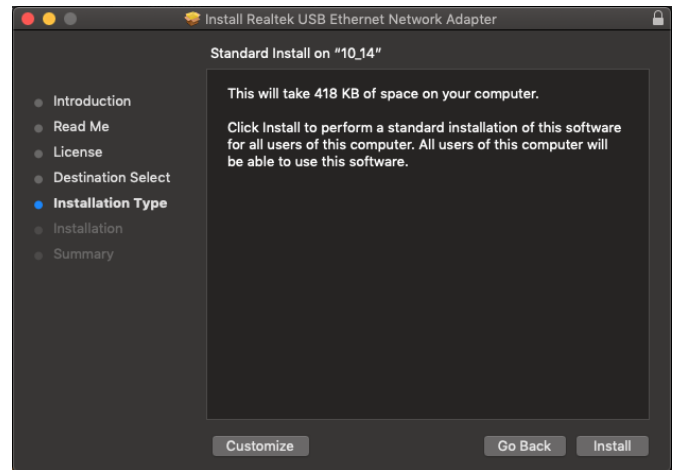 Install Realtek USB Ethernet Network Adapter
Standard Install on “10_14”
Introduction
Read Me
License
Destination Select
Installation Type
Installation
Summary
This will take 418 KB of space on your computer.
Click Install to perform a standard installation of this software
for all users of this computer. All users of this computer will
be able to use this software.
Customize
Go Back
Install